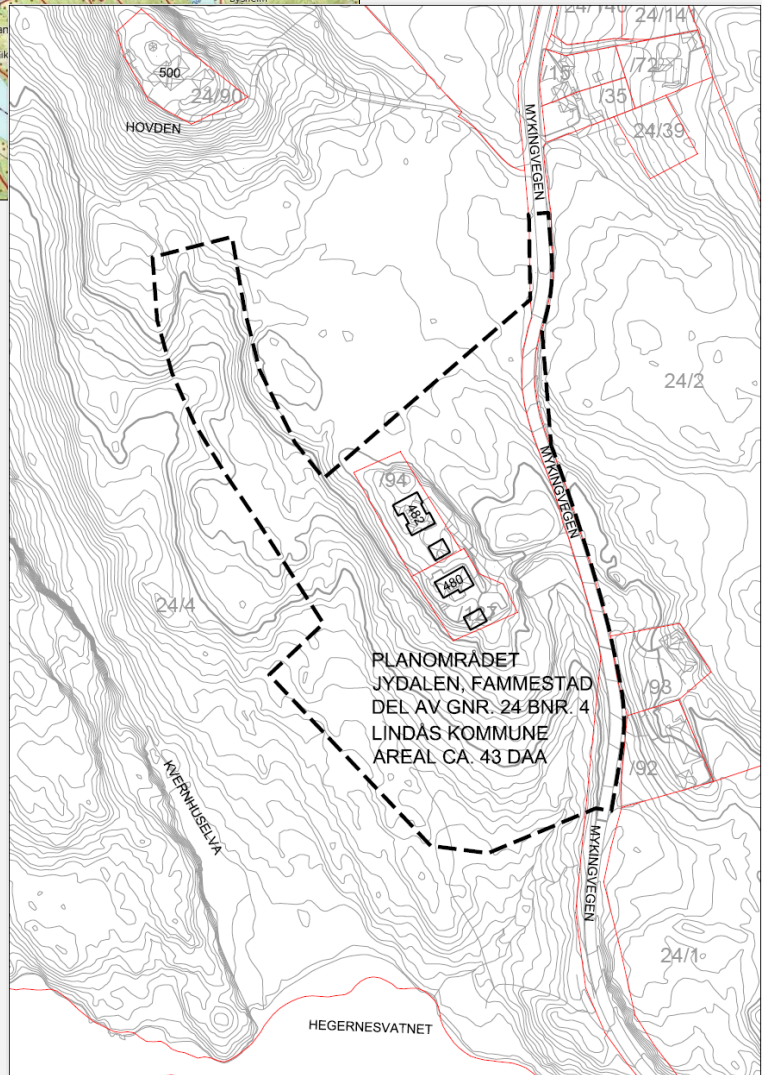 24/140
24/141
500
24/90
HOVDEN
/15
/72
/35
24/39
MYKINGVEGEN
24/2
MYKINGVEGEN
/94
482
480
24/4
PLANOMRÅDET
JYDALEN, FAMMESTAD
DEL AV GNR. 24 BNR. 4
LINDÅS KOMMUNE
AREAL CA. 43 DAA
/93
/92
KVERNHUSELVA
MYKINGVEGEN
24/1
HEGERNESVATNET